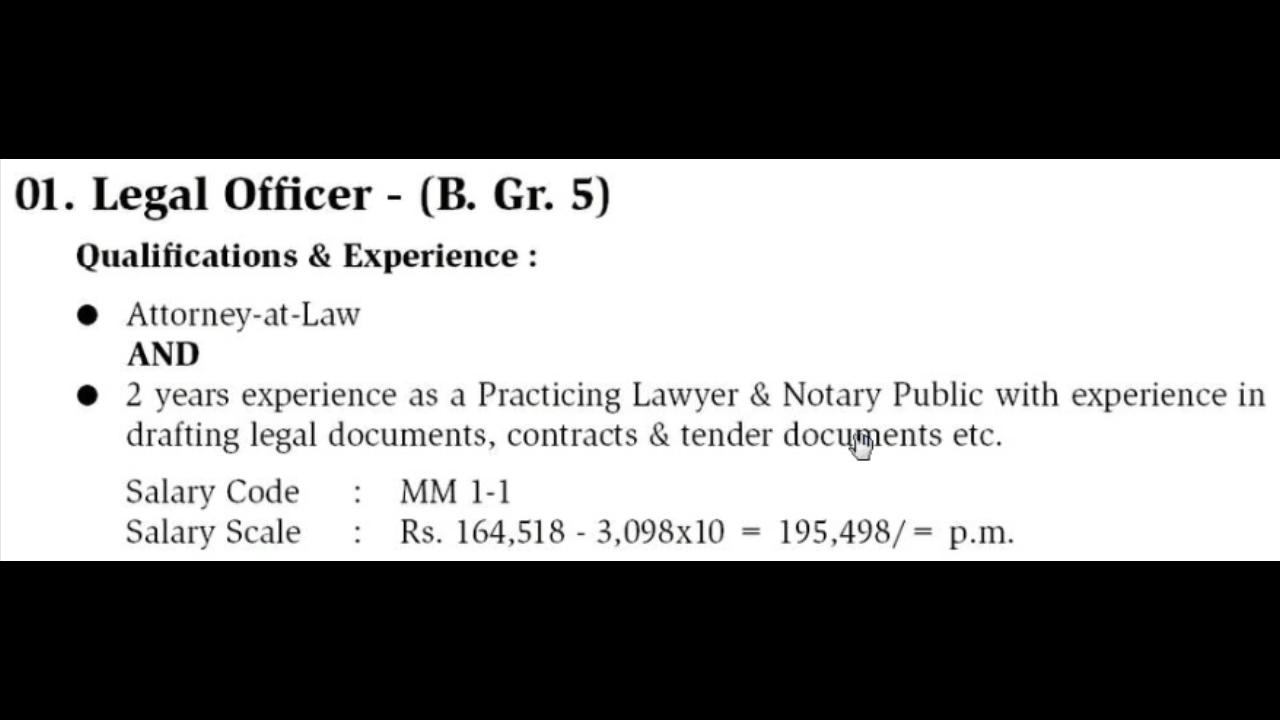 01. Legal Officer - (B. Gr. 5)
Qualifications & Experience :
● Attorney-at-Law
AND
● 2 years experience as a Practicing Lawyer & Notary Public with experience in
drafting legal documents, contracts & tender documents etc.
Salary Code : MM 1-1
Salary Scale : Rs. 164,518 - 3,098x10 = 195,498/= p.m.